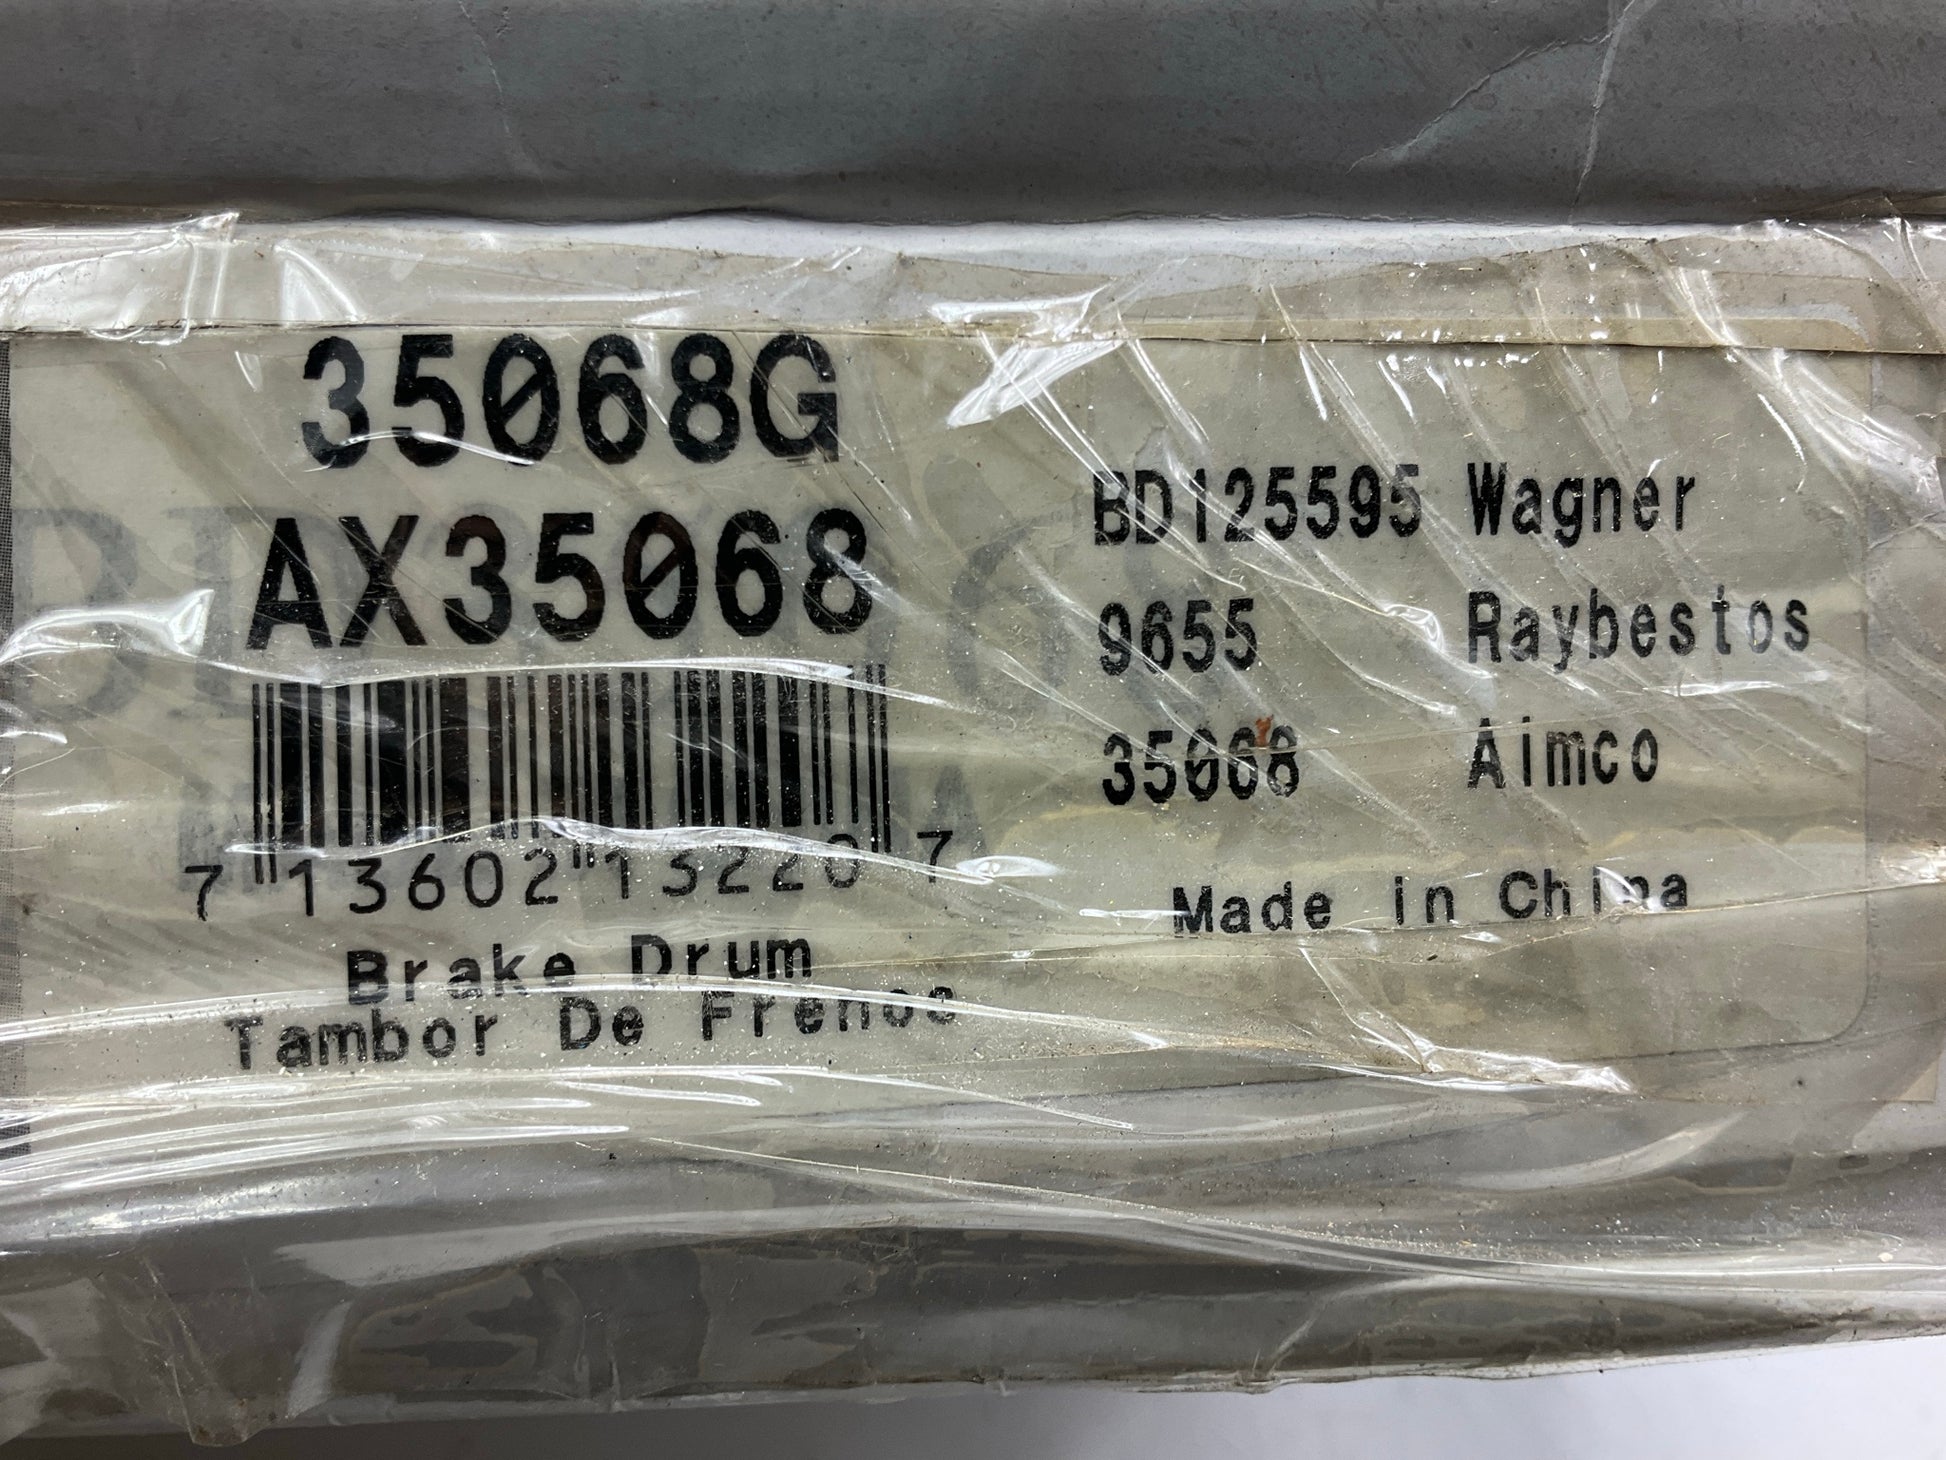 35068G
AX35068
7 13602 13220 7
Brake Drum
Tambor De Frenos
BD125595 Wagner
9655 Raybestos
35068 Aimco
Made in China